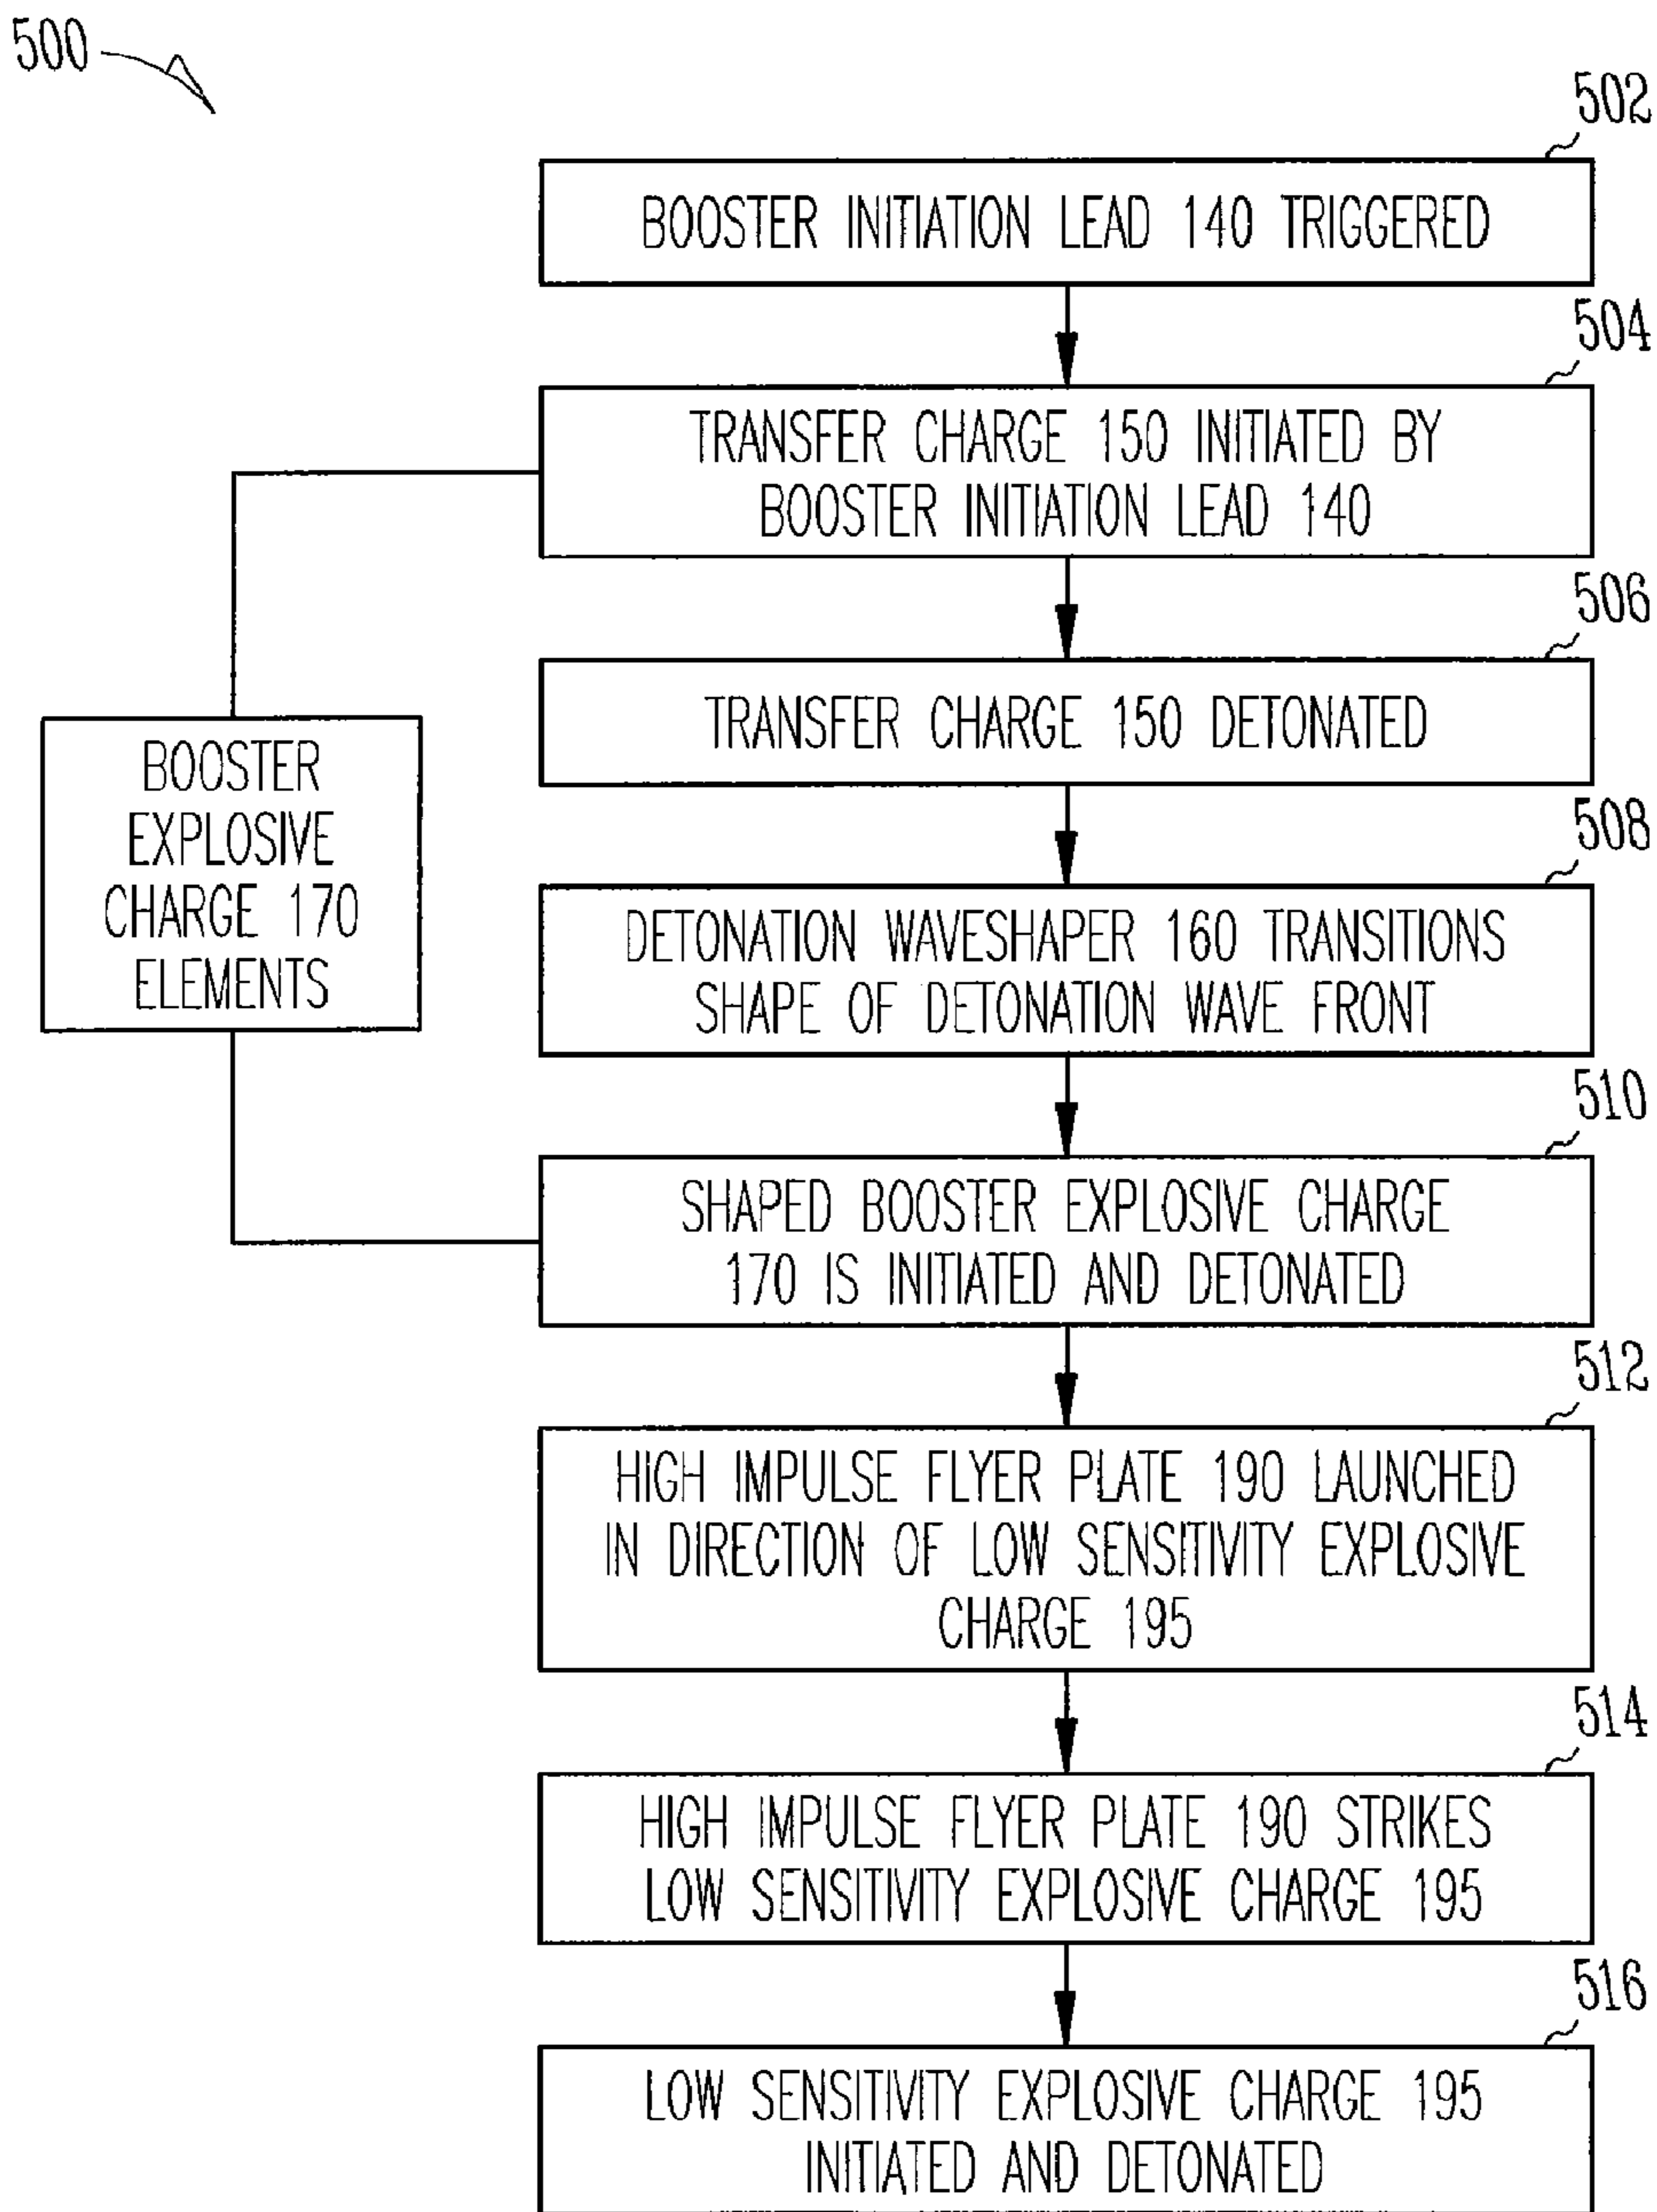 500
502
BOOSTER INITIATION LEAD 140 TRIGGERED
504
TRANSFER CHARGE 150 INITIATED BY
BOOSTER INITIATION LEAD 140
506
TRANSFER CHARGE 150 DETONATED
BOOSTER
EXPLOSIVE
CHARGE 170
ELEMENTS
508
DETONATION WAVESHAPER 160 TRANSITIONS
SHAPE OF DETONATION WAVE FRONT
510
SHAPED BOOSTER EXPLOSIVE CHARGE
170 IS INITIATED AND DETONATED
512
HIGH IMPULSE FLYER PLATE 190 LAUNCHED
IN DIRECTION OF LOW SENSITIVITY EXPLOSIVE
CHARGE 195
514
HIGH IMPULSE FLYER PLATE 190 STRIKES
LOW SENSITIVITY EXPLOSIVE CHARGE 195
516
LOW SENSITIVITY EXPLOSIVE CHARGE 195
INITIATED AND DETONATED